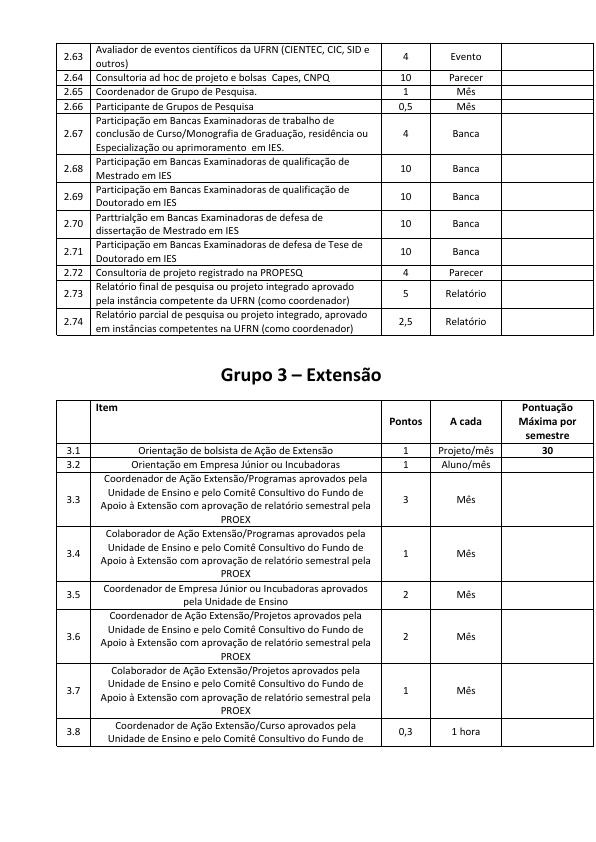 2.63 Avaliador de eventos científicos da UFRN (CIENTEC, CIC, SID e
outros) 4 Evento
2.64 Consultoria ad hoc de projeto e bolsas  Capes, CNPQ 10 Parecer
2.65 Coordenador de Grupo de Pesquisa. 1 Mês
2.66 Participante de Grupos de Pesquisa 0,5 Mês
2.67 Participação em Bancas Examinadoras de trabalho de
conclusão de Curso/Monografia de Graduação, residência ou
Especialização ou aprimoramento  em IES. 4 Banca
2.68 Participação em Bancas Examinadoras de qualificação de
Mestrado em IES 10 Banca
2.69 Participação em Bancas Examinadoras de qualificação de
Doutorado em IES 10 Banca
2.70 Parttrialção em Bancas Examinadoras de defesa de
dissertação de Mestrado em IES 10 Banca
2.71 Participação em Bancas Examinadoras de defesa de Tese de
Doutorado em IES 10 Banca
2.72 Consultoria de projeto registrado na PROPESQ 4 Parecer
2.73 Relatório final de pesquisa ou projeto integrado aprovado
pela instância competente da UFRN (como coordenador) 5 Relatório
2.74 Relatório parcial de pesquisa ou projeto integrado, aprovado
em instâncias competentes na UFRN (como coordenador) 2,5 Relatório
Grupo 3 – Extensão
Item Pontos A cada Pontuação
Máxima por
semestre
3.1 Orientação de bolsista de Ação de Extensão 1 Projeto/mês 30
3.2 Orientação em Empresa Júnior ou Incubadoras 1 Aluno/mês
3.3 Coordenador de Ação Extensão/Programas aprovados pela
Unidade de Ensino e pelo Comitê Consultivo do Fundo de
Apoio à Extensão com aprovação de relatório semestral pela
PROEX 3 Mês
3.4 Colaborador de Ação Extensão/Programas aprovados pela
Unidade de Ensino e pelo Comitê Consultivo do Fundo de
Apoio à Extensão com aprovação de relatório semestral pela
PROEX 1 Mês
3.5 Coordenador de Empresa Júnior ou Incubadoras aprovados
pela Unidade de Ensino 2 Mês
3.6 Coordenador de Ação Extensão/Projetos aprovados pela
Unidade de Ensino e pelo Comitê Consultivo do Fundo de
Apoio à Extensão com aprovação de relatório semestral pela
PROEX 2 Mês
3.7 Colaborador de Ação Extensão/Projetos aprovados pela
Unidade de Ensino e pelo Comitê Consultivo do Fundo de
Apoio à Extensão com aprovação de relatório semestral pela
PROEX 1 Mês
3.8 Coordenador de Ação Extensão/Curso aprovados pela
Unidade de Ensino e pelo Comitê Consultivo do Fundo de 0,3 1 hora